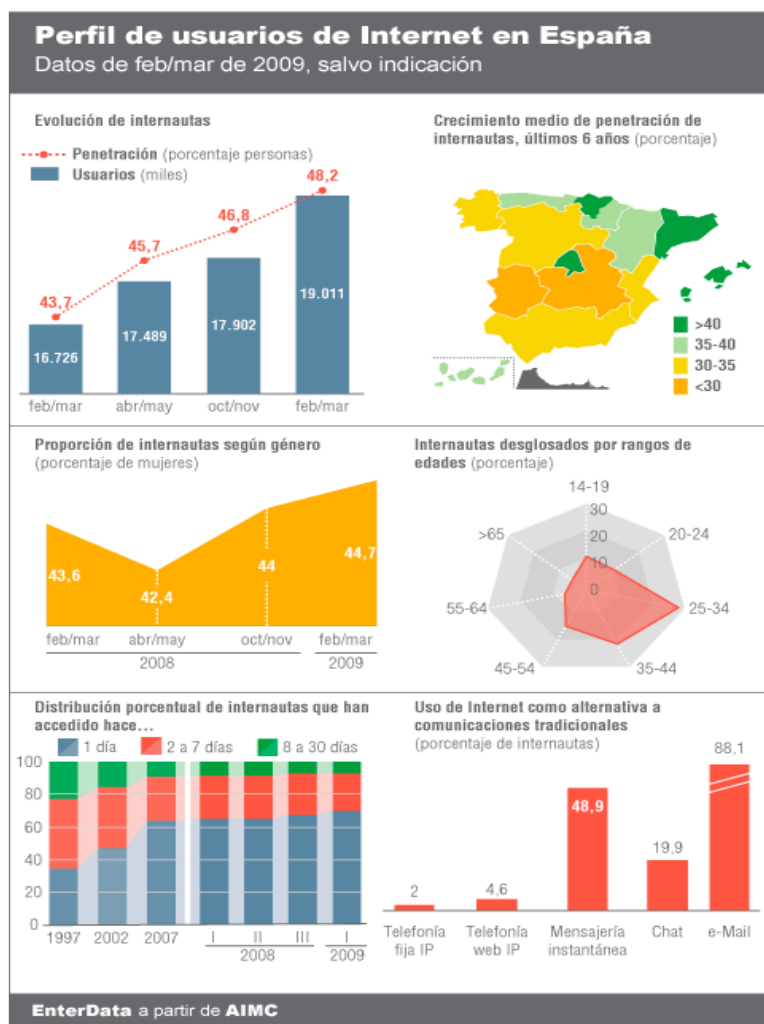 Perfil de usuarios de Internet en España
Datos de feb/mar de 2009, salvo indicación
Evolución de internautas
Penetración (porcentaje personas)
Usuarios (miles)
43,7
45,7
46,8
48,2
16.726
17.489
17.902
19.011
feb/mar
abr/may
oct/nov
feb/mar
Crecimiento medio de penetración de
internautas, últimos 6 años (porcentaje)
>40
35-40
30-35
<30
Proporción de internautas según género
(porcentaje de mujeres)
43,6
42,4
44
44,7
feb/mar
abr/may
oct/nov
feb/mar
2008
2009
Internautas desglosados por rangos de
edades (porcentaje)
14-19
30
20
10
0
20-24
25-34
35-44
45-54
55-64
>65
Distribución porcentual de internautas que han
accedido hace...
1 día
2 a 7 días
8 a 30 días
100
80
60
40
20
0
1997
2002
2007
I
II
III
I
2008
2009
Uso de Internet como alternativa a
comunicaciones tradicionales
(porcentaje de internautas)
2
4,6
48,9
19,9
88,1
Telefonía
fija IP
Telefonía
web IP
Mensajería
instantánea
Chat
e-Mail
EnterData a partir de AIMC